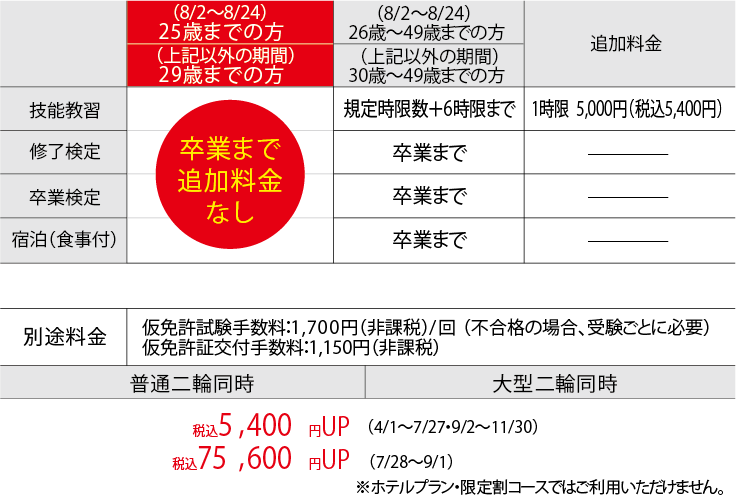 （8/2～8/24）
25歳までの方
（上記以外の期間）
29歳までの方
（8/2～8/24）
26歳～49歳までの方
（上記以外の期間）
30歳～49歳までの方
追加料金
技能教習
規定時限数＋6時限まで
1時限 5,000円（税込5,400円）
卒業まで
追加料金
なし
修了検定
卒業まで
卒業検定
卒業まで
宿泊（食事付）
卒業まで
別途料金
仮免許試験手数料：1,700円（非課税）/回（不合格の場合、受験ごとに必要）
仮免許証交付手数料：1,150円（非課税）
普通二輪同時
大型二輪同時
税込5,400 円UP （4/1～7/27・9/2～11/30）
税込75,600 円UP （7/28～9/1）
※ホテルプラン・限定割コースではご利用いただけません。